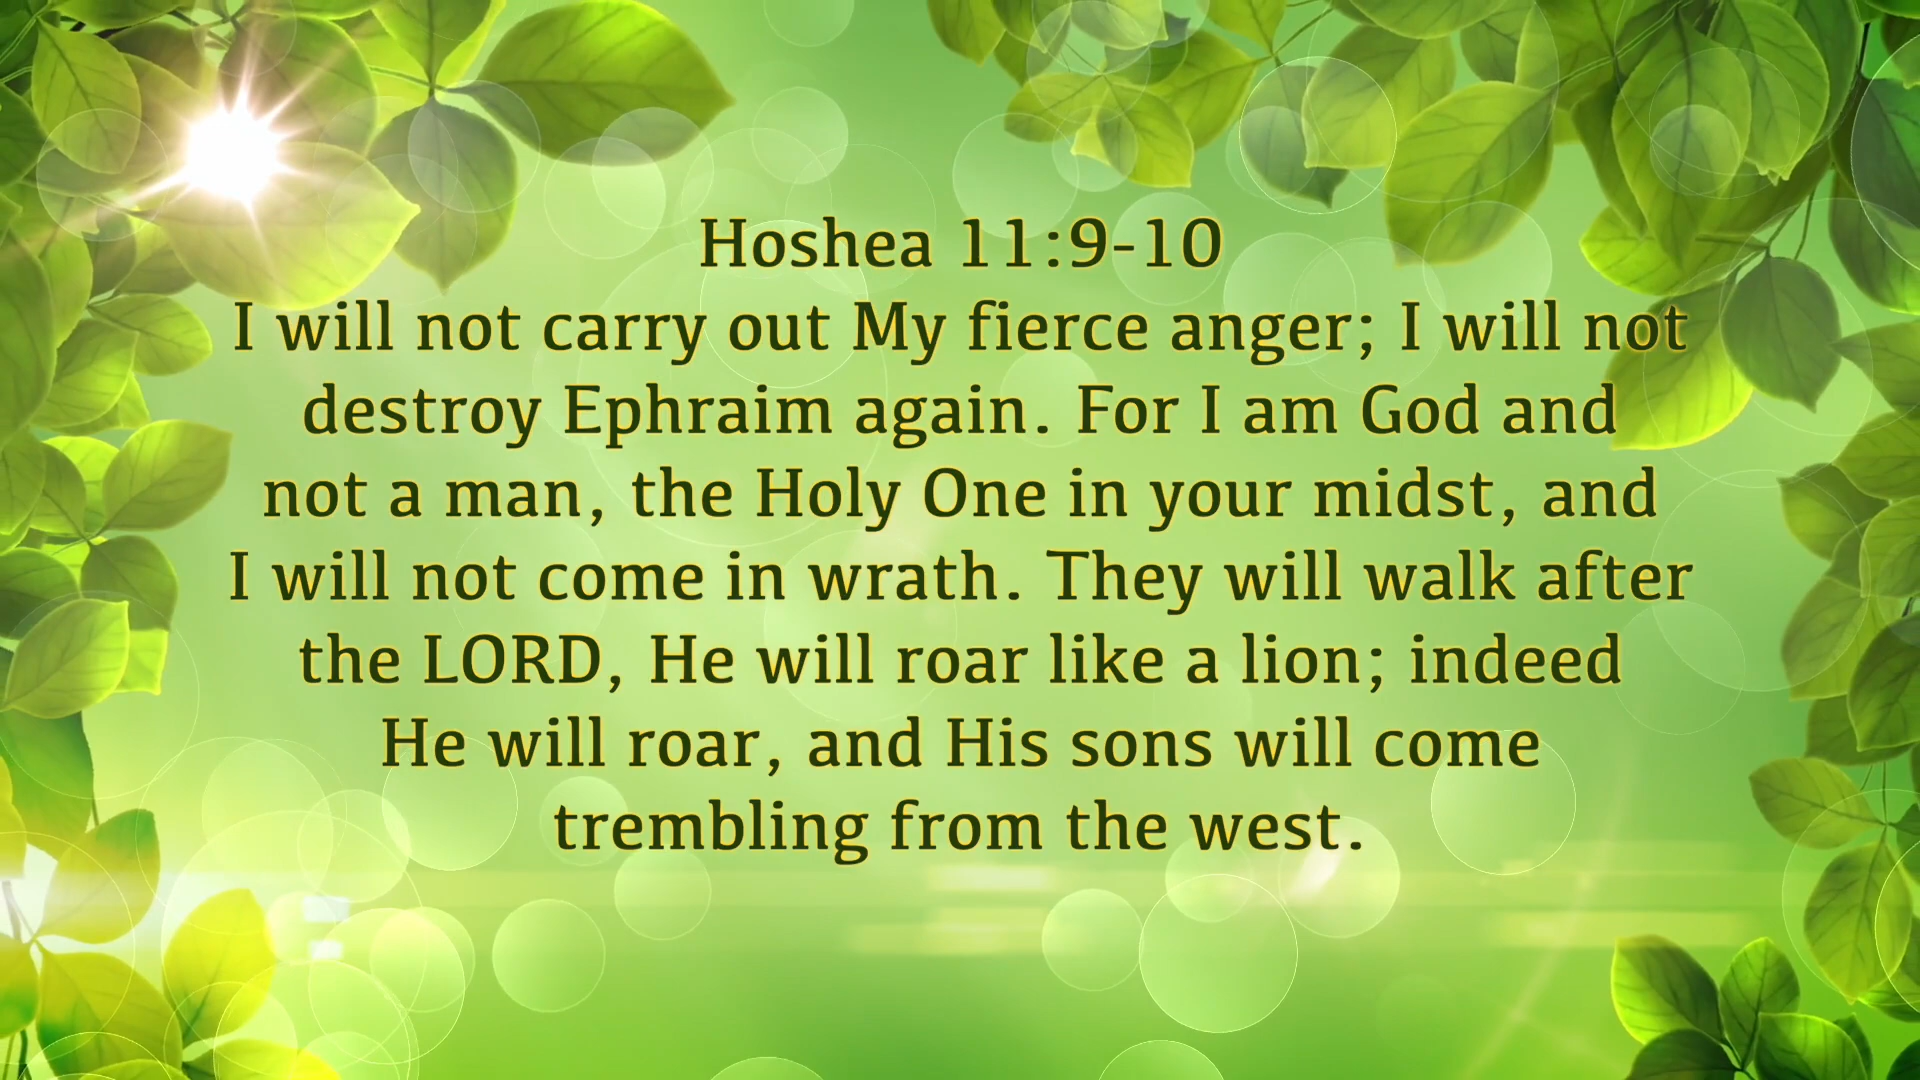 Hoshea 11:9-10
I will not carry out My fierce anger; I will not
destroy Ephraim again. For I am God and
not a man, the Holy One in your midst, and
I will not come in wrath. They will walk after
the LORD, He will roar like a lion; indeed
He will roar, and His sons will come
trembling from the west.